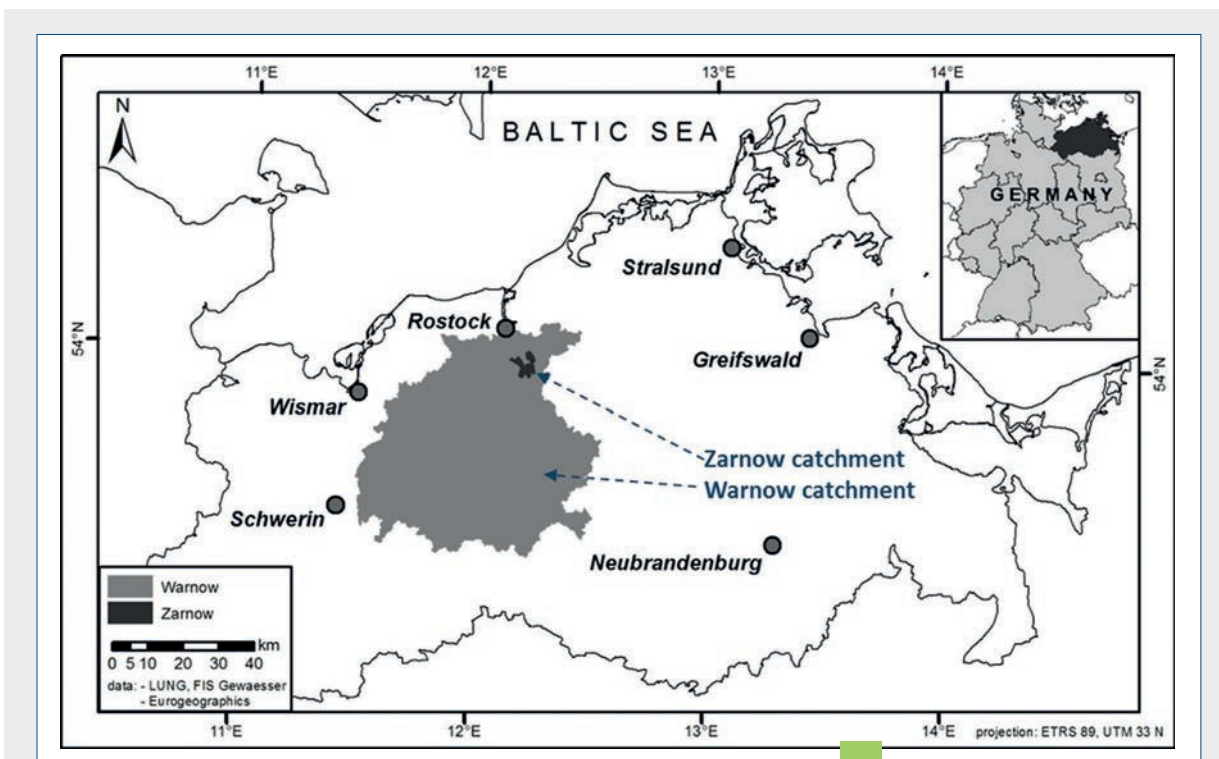 11°E 12°E 13°E 14°E
N
BALTIC SEA
GERMANY
Stralsund
Rostock
54°N
Greifswald
54°N
Wismar
Zarnow catchment
Warnow catchment
Schwerin
Neubrandenburg
Warnow
Zarnow
km
0 5 10 20 30 40
data: - LUNG, FIS Gewaesser
- Eurogeographics
11°E 12°E 13°E 14°E
projection: ETRS 89, UTM 33 N